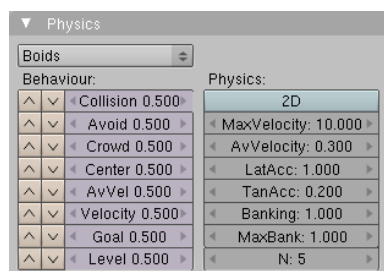 Physics
Boids
Behaviour: Physics:
Collision 0.500 2D
Avoid 0.500 MaxVelocity: 10.000
Crowd 0.500 AvVelocity: 0.300
Center 0.500 LatAcc: 1.000
AvVel 0.500 TanAcc: 0.200
Velocity 0.500 Banking: 1.000
Goal 0.500 MaxBank: 1.000
Level 0.500 N: 5